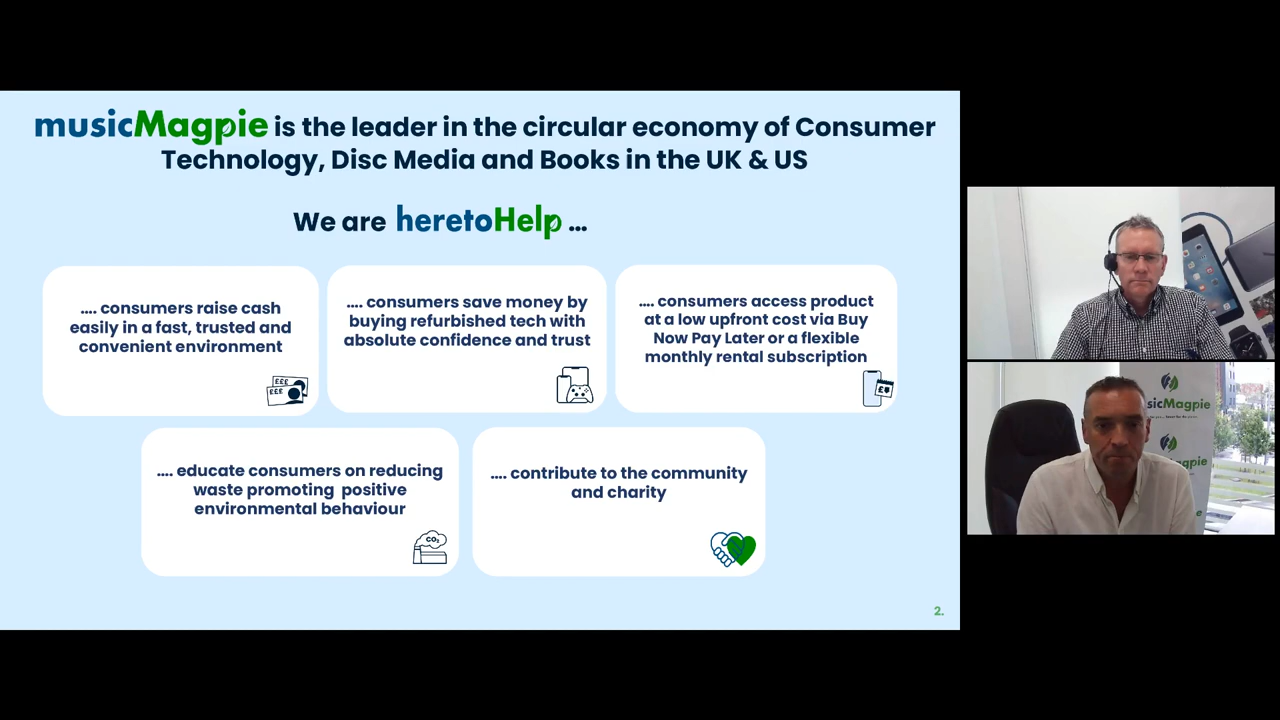 musicMagpie is the leader in the circular economy of Consumer
Technology, Disc Media and Books in the UK & US
We are heretoHelp ...
.... consumers raise cash
easily in a fast, trusted and
convenient environment
£££
£££
.... consumers save money by
buying refurbished tech with
absolute confidence and trust
.... consumers access product
at a low upfront cost via Buy
Now Pay Later or a flexible
monthly rental subscription
£
.... educate consumers on reducing
waste promoting positive
environmental behaviour
CO2
.... contribute to the community
and charity
2.
sicMagpie